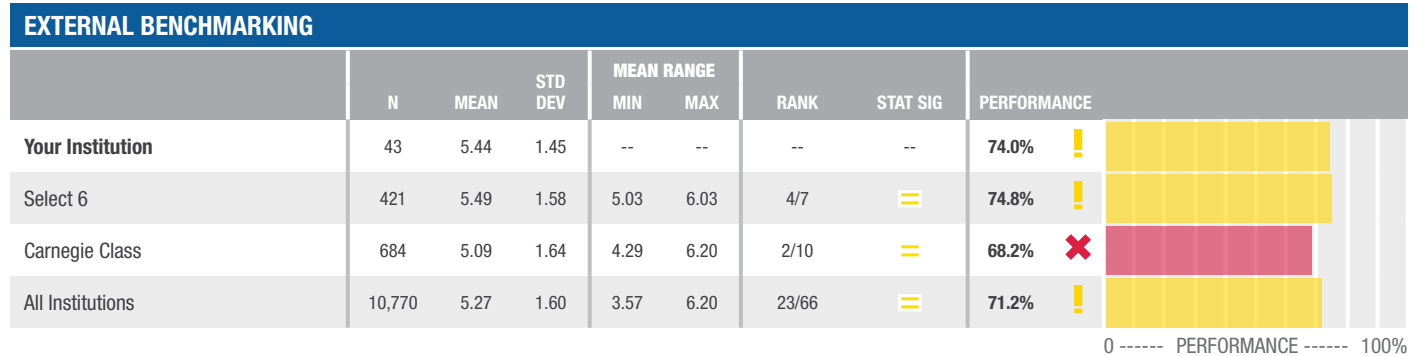 EXTERNAL BENCHMARKING
N MEAN STD DEV MEAN RANGE MIN MAX RANK STAT SIG PERFORMANCE
Your Institution 43 5.44 1.45 -- -- -- -- 74.0% !
Select 6 421 5.49 1.58 5.03 6.03 4/7 = 74.8% !
Carnegie Class 684 5.09 1.64 4.29 6.20 2/10 = 68.2% ✖
All Institutions 10,770 5.27 1.60 3.57 6.20 23/66 = 71.2% !
0 ------ PERFORMANCE ------ 100%